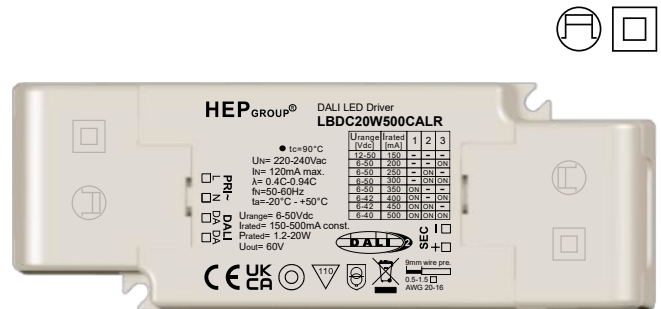 HEP GROUP®
DALI LED Driver
LBDC20W500CALR
Urange [Vdc] Irated [mA] 1 2 3
12-50 150 - - -
6-50 200 - - ON
6-50 250 - ON -
6-50 300 - ON ON
6-50 350 ON - -
6-42 400 ON - ON
6-42 450 ON ON -
6-40 500 ON ON ON
tc=90°C
UN= 220-240Vac
IN= 120mA max.
λ= 0.4C-0.94C
fN=50-60Hz
ta=-20°C - +50°C
Urange= 6-50Vdc
Irated= 150-500mA const.
Prated= 1.2-20W
Uout= 60V
PRI~
L
N
DALI
DA
DA
DALI 2
SEC
-
+
CE
UK
CA
110
9mm wire pre.
0.5-1.5 □
AWG 20-16